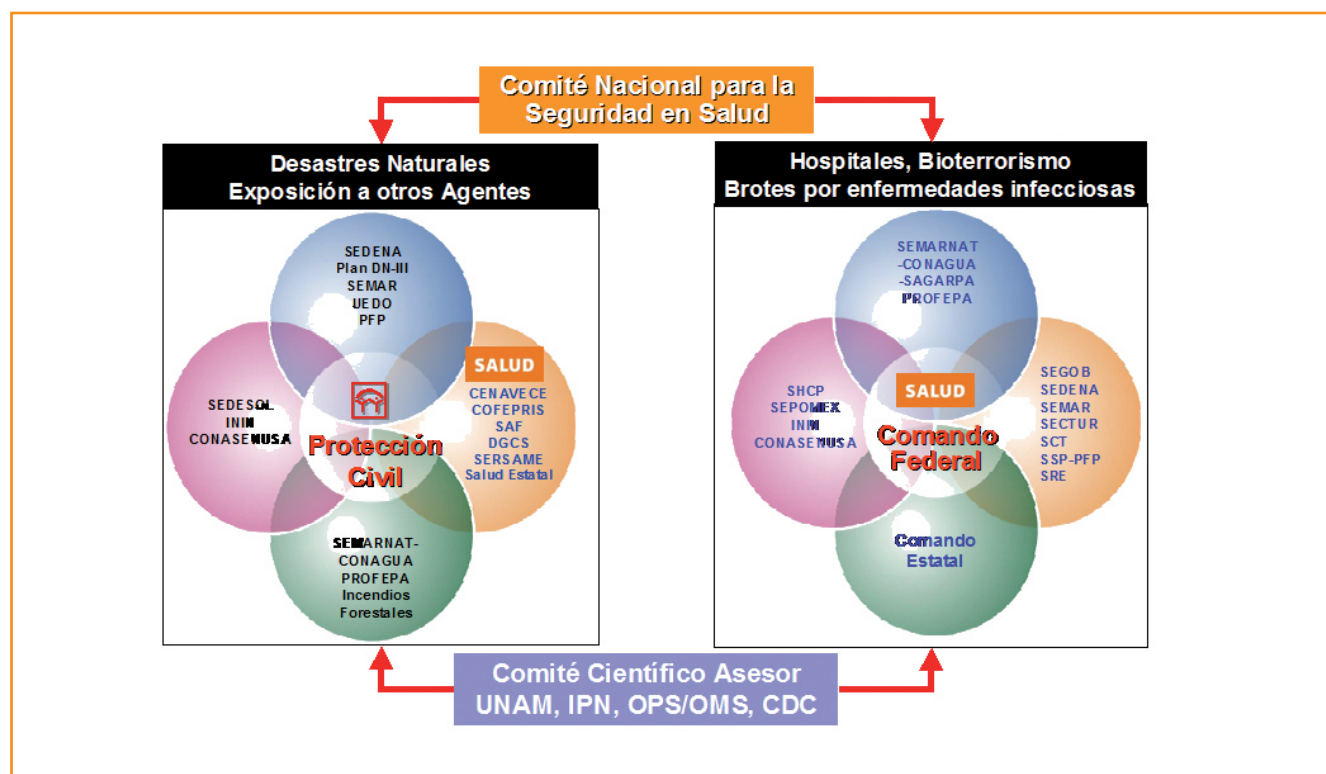 Comité Nacional para la
Seguridad en Salud
Desastres Naturales
Exposición a otros Agentes
SEDENA
Plan DN-III
SEMAR
UEDO
PFP
SEDESOL
ININ
CONASENUSA
Protección
Civil
SALUD
CENAVECE
COFEPRIS
SAF
DGCS
SERSAME
Salud Estatal
SEMARNAT-
CONAGUA
PROFEPA
Incendios
Forestales
Hospitales, Bioterrorismo
Brotes por enfermedades infecciosas
SEMARNAT
-CONAGUA
-SAGARPA
PROFEPA
SHCP
SEPOMEX
ININ
CONASENUSA
SALUD
Comando
Federal
SEGOB
SEDENA
SEMAR
SECTUR
SCT
SSP-PFP
SRE
Comando
Estatal
Comité Científico Asesor
UNAM, IPN, OPS/OMS, CDC